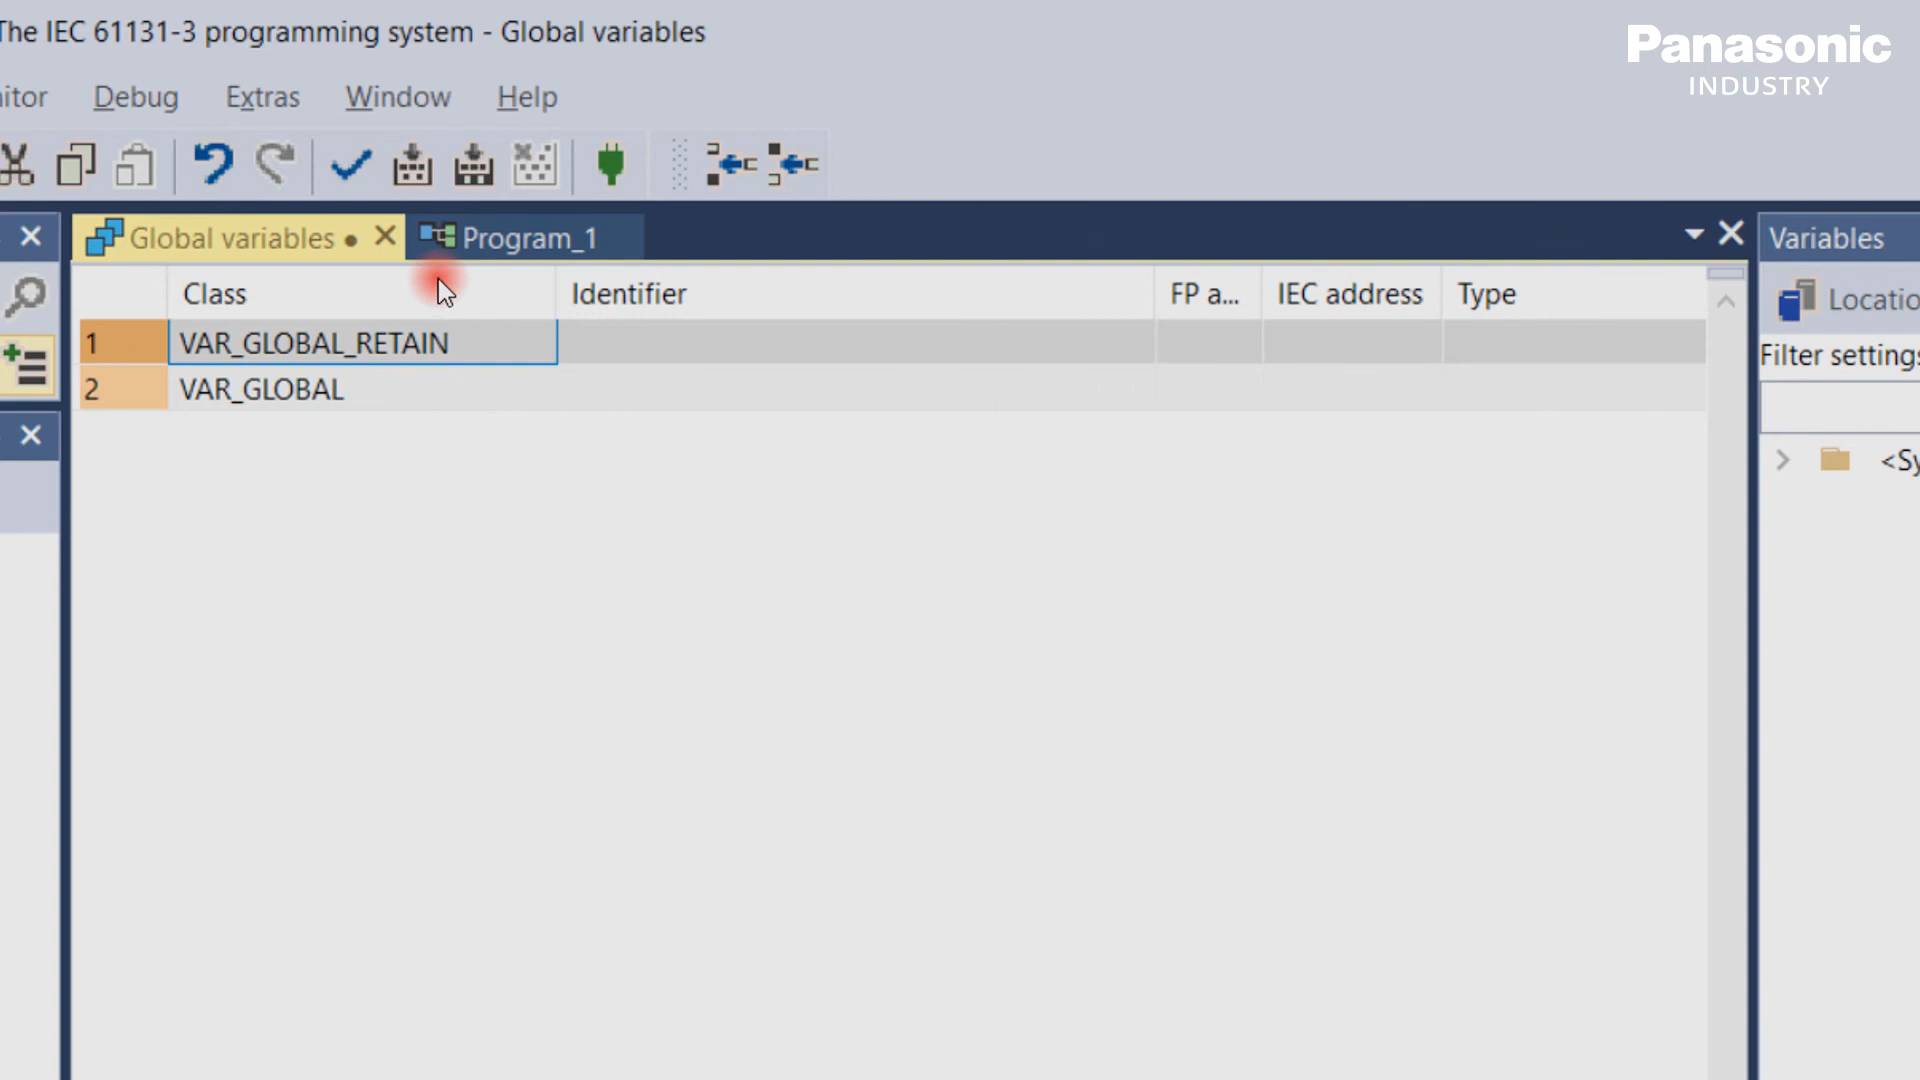 The IEC 61131-3 programming system - Global variables
Panasonic
INDUSTRY
itor Debug Extras Window Help
Global variables • Program_1 Variables
Class Identifier FP a... IEC address Type Locatio
1 VAR_GLOBAL_RETAIN
Filter settings
2 VAR_GLOBAL
<Sy